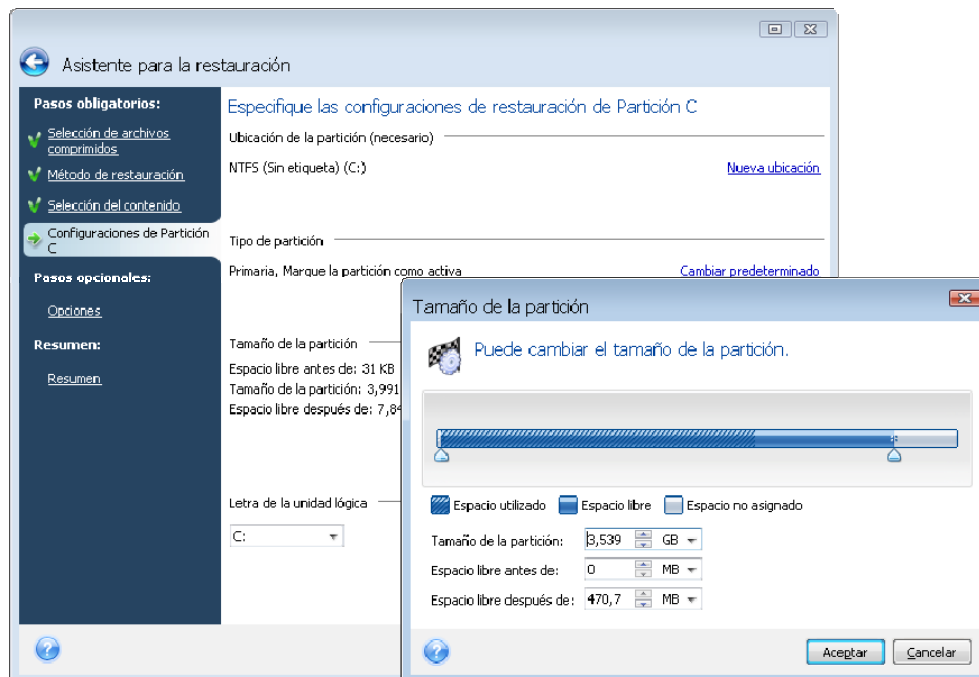 Asistente para la restauración
Pasos obligatorios:
Selección de archivos
comprimidos
Método de restauración
Selección del contenido
Configuraciones de Partición
C
Pasos opcionales:
Opciones
Resumen:
Resumen
Especifique las configuraciones de restauración de Partición C
Ubicación de la partición (necesario)
NTFS (Sin etiqueta) (C:)
Nueva ubicación
Tipo de partición
Primaria, Marque la partición como activa
Cambiar predeterminado
Tamaño de la partición
Espacio libre antes de: 31 KB
Tamaño de la partición: 3,991
Espacio libre después de: 7,84
Letra de la unidad lógica
C:
Tamaño de la partición
Puede cambiar el tamaño de la partición.
Espacio utilizado
Espacio libre
Espacio no asignado
Tamaño de la partición: 3,539 GB
Espacio libre antes de: 0 MB
Espacio libre después de: 470,7 MB
Aceptar
Cancelar